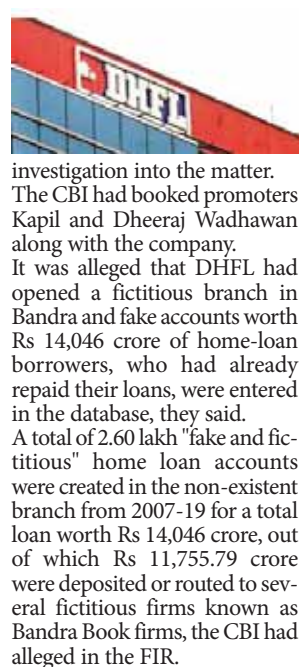 DHFL
investigation into the matter.
The CBI had booked promoters
Kapil and Dheeraj Wadhawan
along with the company.
It was alleged that DHFL had
opened a fictitious branch in
Bandra and fake accounts worth
Rs 14,046 crore of home-loan
borrowers, who had already
repaid their loans, were entered
in the database, they said.
A total of 2.60 lakh "fake and fic-
titious" home loan accounts
were created in the non-existent
branch from 2007-19 for a total
loan worth Rs 14,046 crore, out
of which Rs 11,755.79 crore
were deposited or routed to sev-
eral fictitious firms known as
Bandra Book firms, the CBI had
alleged in the FIR.